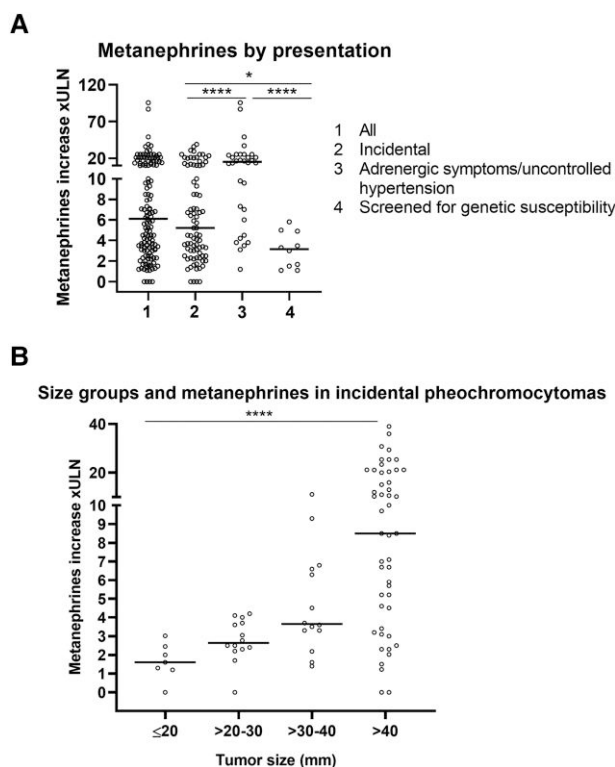 A
Metanephrines by presentation
Metanephrines increase xULN
120
70
20
10
8
6
4
2
0
*
**** ****
1 2 3 4
1 All
2 Incidental
3 Adrenergic symptoms/uncontrolled
hypertension
4 Screened for genetic susceptibility
B
Size groups and metanephrines in incidental pheochromocytomas
Metanephrines increase xULN
****
40
20
10
9
8
7
6
5
4
3
2
1
0
≤20 >20-30 >30-40 >40
Tumor size (mm)